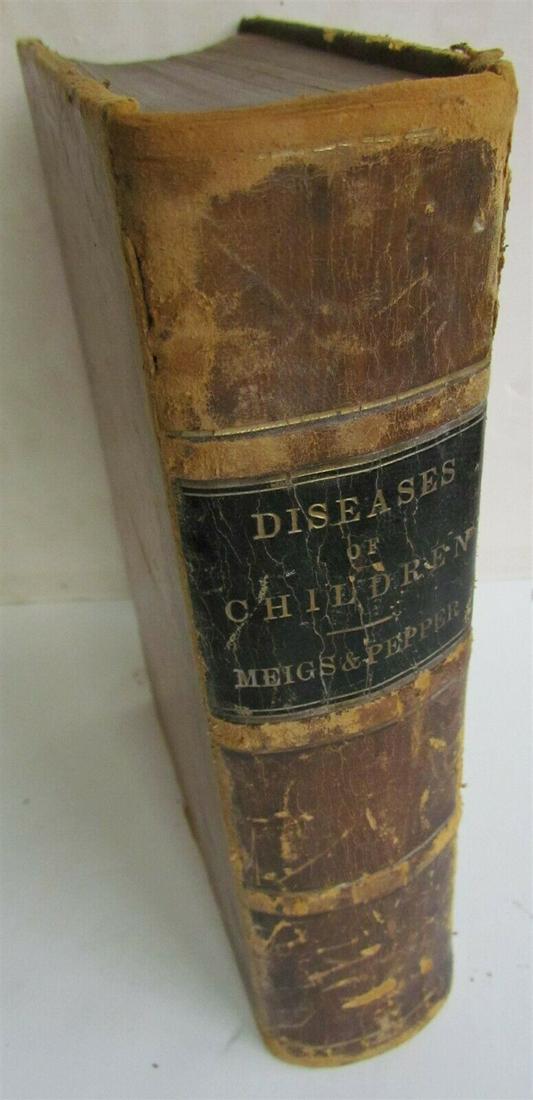 DISEASES
OF
CHILDREN
MEIGS & PEPPER